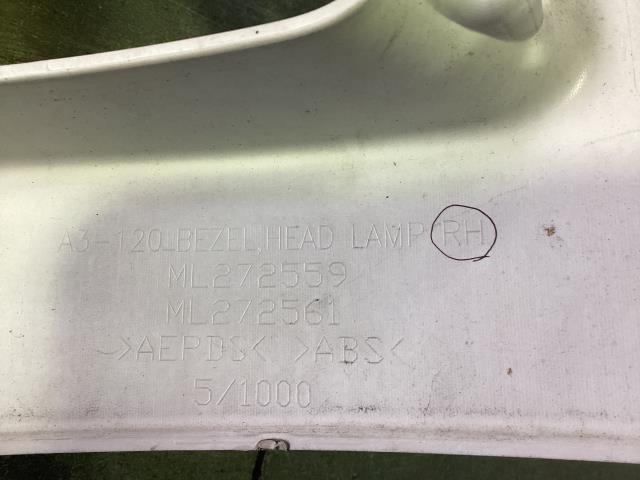 A3-120 BEZEL,HEAD LAMP RH
ML272559
ML272561
>AEPDS< >ABS<
5/1000